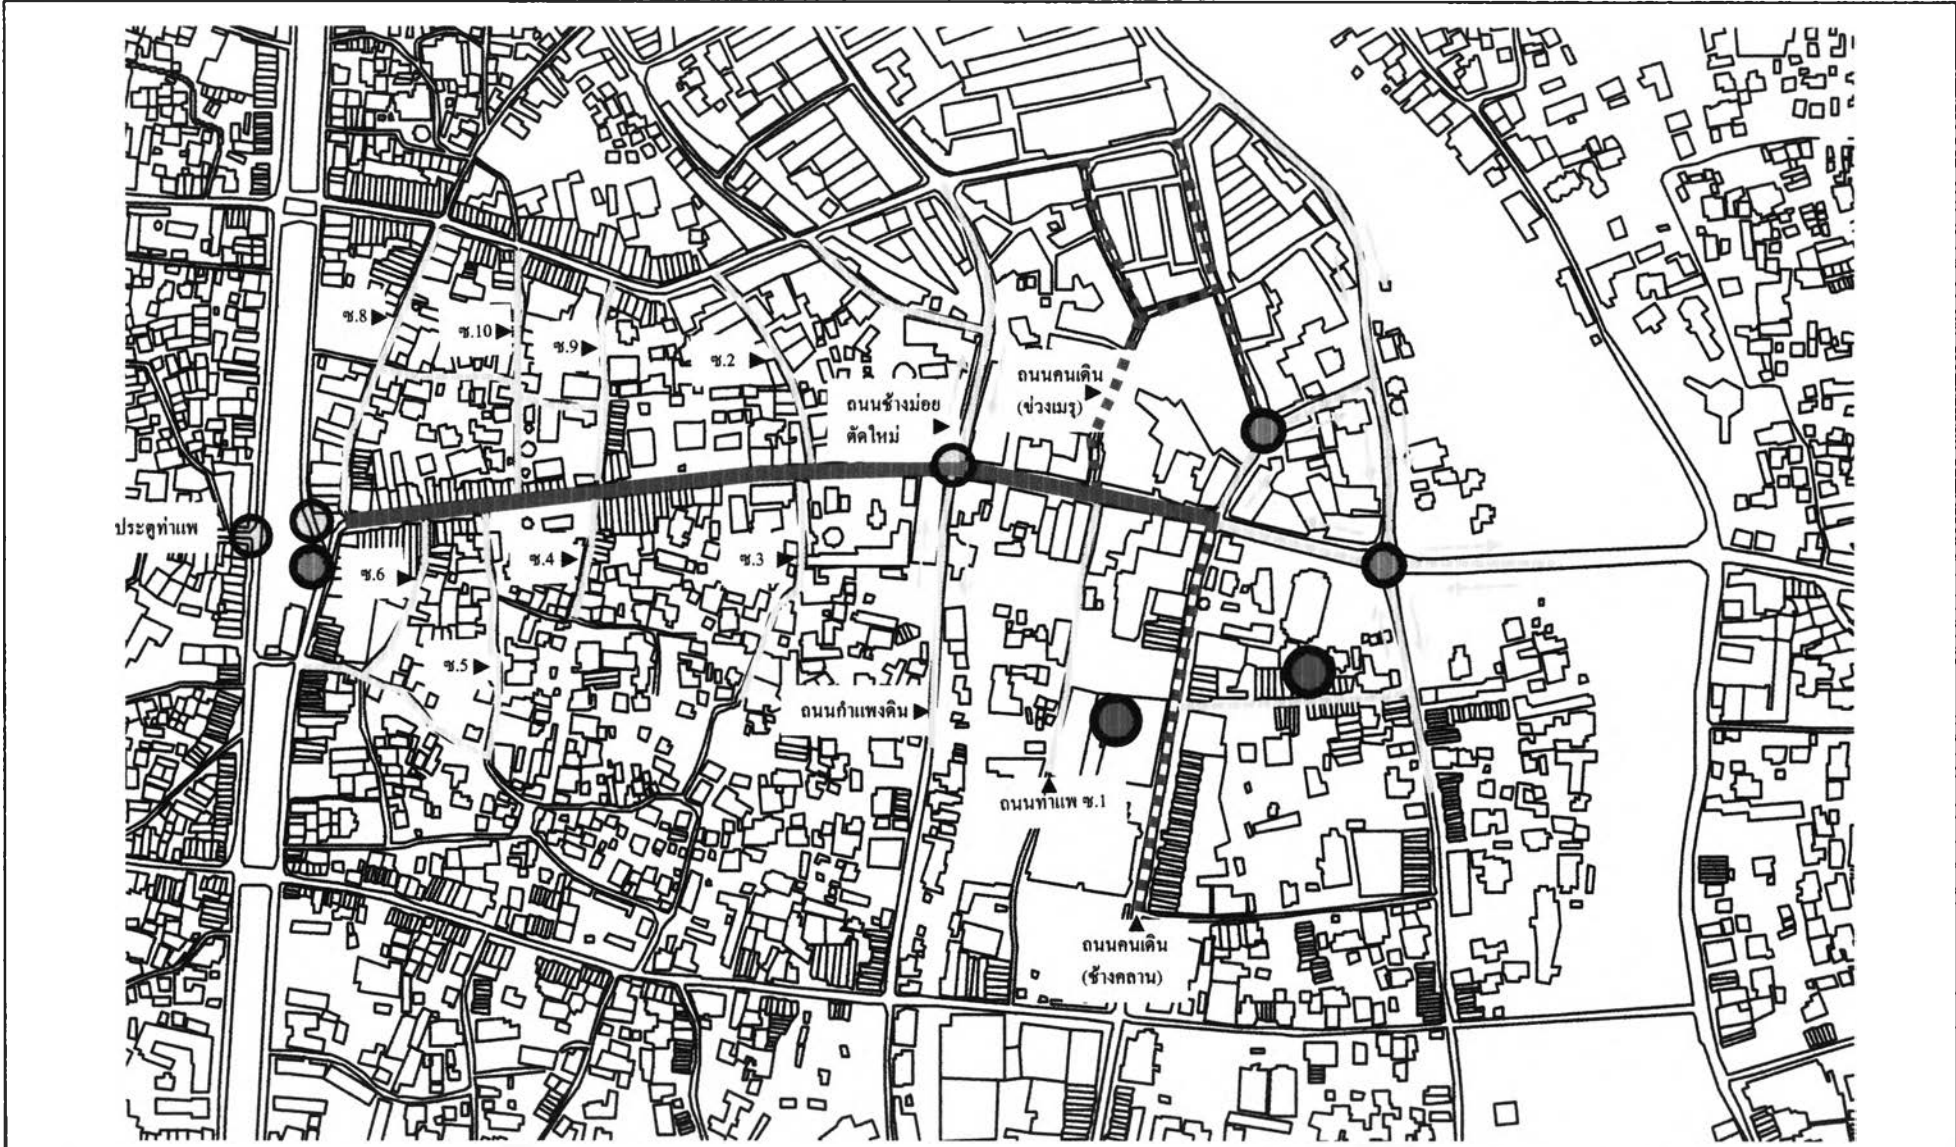 ซ.8
ซ.10
ซ.9
ซ.2
ถนนคนเดิน
(ข่วงเมรุ)
ถนนช้างม่อย
ตัดใหม่
ประตูท่าแพ
ซ.6
ซ.4
ซ.3
ซ.5
ถนนกำแพงดิน
ถนนท่าแพ ซ.1
ถนนคนเดิน
(ช้างคลาน)